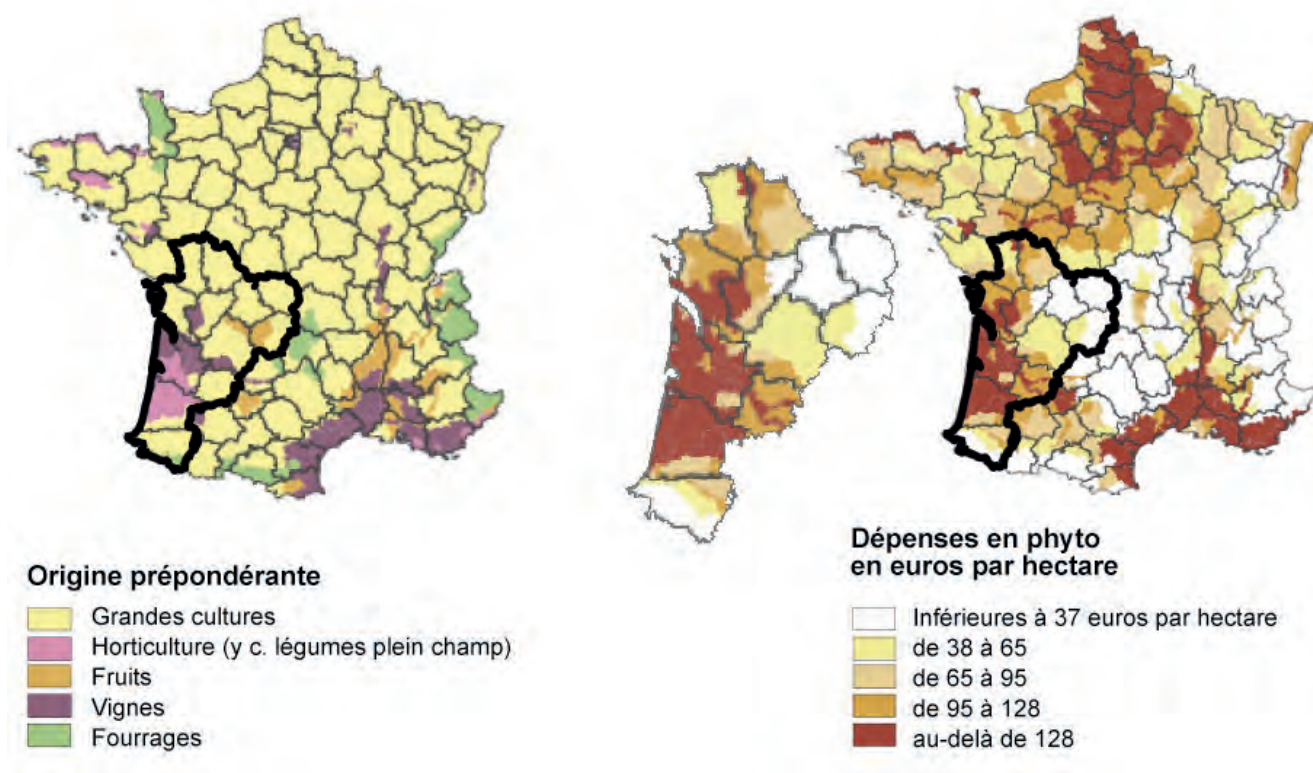 Origine prépondérante
Grandes cultures
Horticulture (y c. légumes plein champ)
Fruits
Vignes
Fourrages
Dépenses en phyto
en euros par hectare
Inférieures à 37 euros par hectare
de 38 à 65
de 65 à 95
de 95 à 128
au-delà de 128